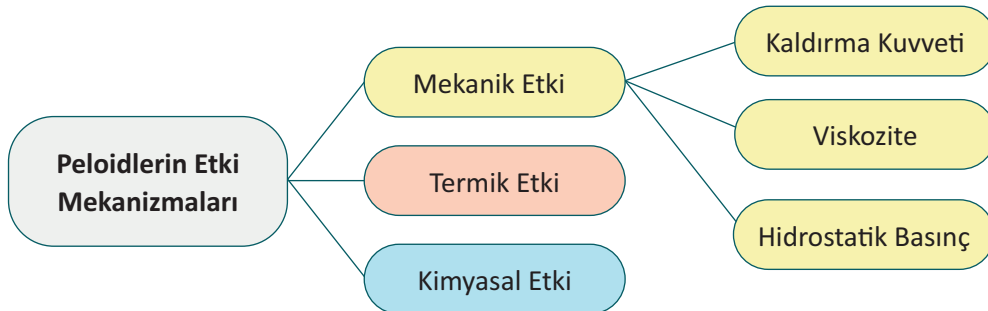 Peloidlerin Etki
Mekanizmaları
Mekanik Etki
Termik Etki
Kimyasal Etki
Kaldırma Kuvveti
Viskozite
Hidrostatik Basınç